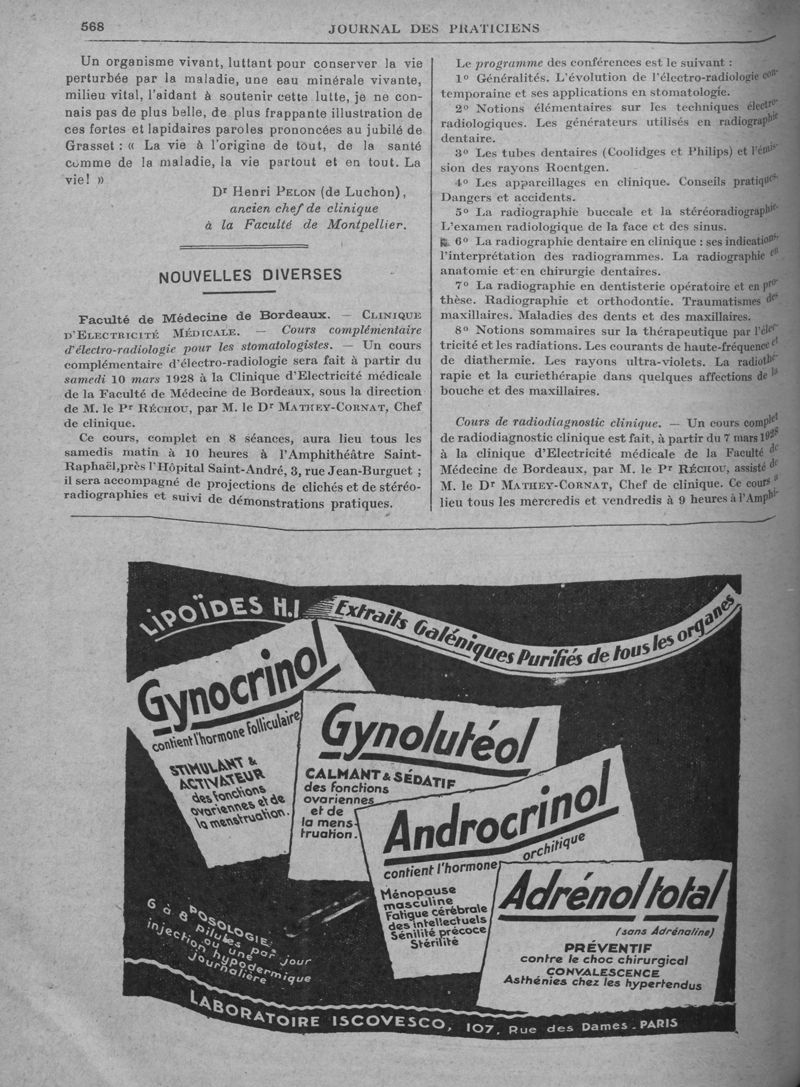 568
JOURNAL DES PRATICIENS
Un organisme vivant, luttant pour conserver la vie
perturbée par la maladie, une eau minérale vivante,
milieu vital, l'aidant à soutenir cette lutte, je ne con-
nais pas de plus belle, de plus frappante illustration de
ces fortes et lapidaires paroles prononcées au jubilé de
Grasset : « La vie à l'origine de tout, de la santé
comme de la maladie, la vie partout et en tout. La
vie! »
Dr Henri PELON (de Luchon),
ancien chef de clinique
à la Faculté de Montpellier.
NOUVELLES DIVERSES
Faculté de Médecine de Bordeaux. — CLINIQUE
D'ELECTRICITÉ MÉDICALE. — Cours complémentaire
d'électro-radiologie pour les stomatologistes. — Un cours
complémentaire d'électro-radiologie sera fait à partir du
samedi 10 mars 1928 à la Clinique d'Electricité médicale
de la Faculté de Médecine de Bordeaux, sous la direction
de M. le Pr RÉCHOU, par M. le Dr MATHEY-CORNAT, Chef
de clinique.
Ce cours, complet en 8 séances, aura lieu tous les
samedis matin à 10 heures à l'Amphithéâtre Saint-
Raphaël, près l'Hôpital Saint-André, 3, rue Jean-Burguet ;
il sera accompagné de projections de clichés et de stéréo-
radiographies et suivi de démonstrations pratiques.
Le programme des conférences est le suivant :
1° Généralités. L'évolution de l'électro-radiologie con-
temporaine et ses applications en stomatologie.
2° Notions élémentaires sur les techniques électro-
radiologiques. Les générateurs utilisés en radiographie
dentaire.
3° Les tubes dentaires (Coolidges et Philips) et l'émis-
sion des rayons Roentgen.
4° Les appareillages en clinique. Conseils pratiques.
Dangers et accidents.
5° La radiographie buccale et la stéréoradiographie.
L'examen radiologique de la face et des sinus.
6° La radiographie dentaire en clinique : ses indications,
l'interprétation des radiogrammes. La radiographie en
anatomie et en chirurgie dentaires.
7° La radiographie en dentisterie opératoire et en pro-
thèse. Radiographie et orthodontie. Traumatismes des
maxillaires. Maladies des dents et des maxillaires.
8° Notions sommaires sur la thérapeutique par l'élec-
tricité et les radiations. Les courants de haute-fréquence et
de diathermie. Les rayons ultra-violets. La radiothé-
rapie et la curiethérapie dans quelques affections de la
bouche et des maxillaires.
Cours de radiodiagnostic clinique. — Un cours complet
de radiodiagnostic clinique est fait, à partir du 7 mars 1928
à la clinique d'Electricité médicale de la Faculté de
Médecine de Bordeaux, par M. le Pr RÉCHOU, assisté de
M. le Dr MATHEY-CORNAT, Chef de clinique. Ce cours a
lieu tous les mercredis et vendredis à 9 heures à l'Amphi-
LIPOÏDES H.I
Extraits Galéniques Purifiés de tous les organes
Gynocrinol
contient l'hormone folliculaire
STIMULANT &
ACTIVATEUR
des fonctions
ovariennes et de
la menstruation.
Gynolutéol
CALMANT & SÉDATIF
des fonctions
ovariennes
et de
la mens-
truation.
Androcrinol
contient l'hormone orchitique
Ménopause
masculine
Fatigue cérébrale
des intellectuels
Sénilité précoce
Stérilité
Adrénol total
(sans Adrénaline)
PRÉVENTIF
contre le choc chirurgical
CONVALESCENCE
Asthénies chez les hypertendus
POSOLOGIE:
6 à 8 pilules par jour
ou une
injection hypodermique
journalière
LABORATOIRE ISCOVESCO, 107, Rue des Dames - PARIS